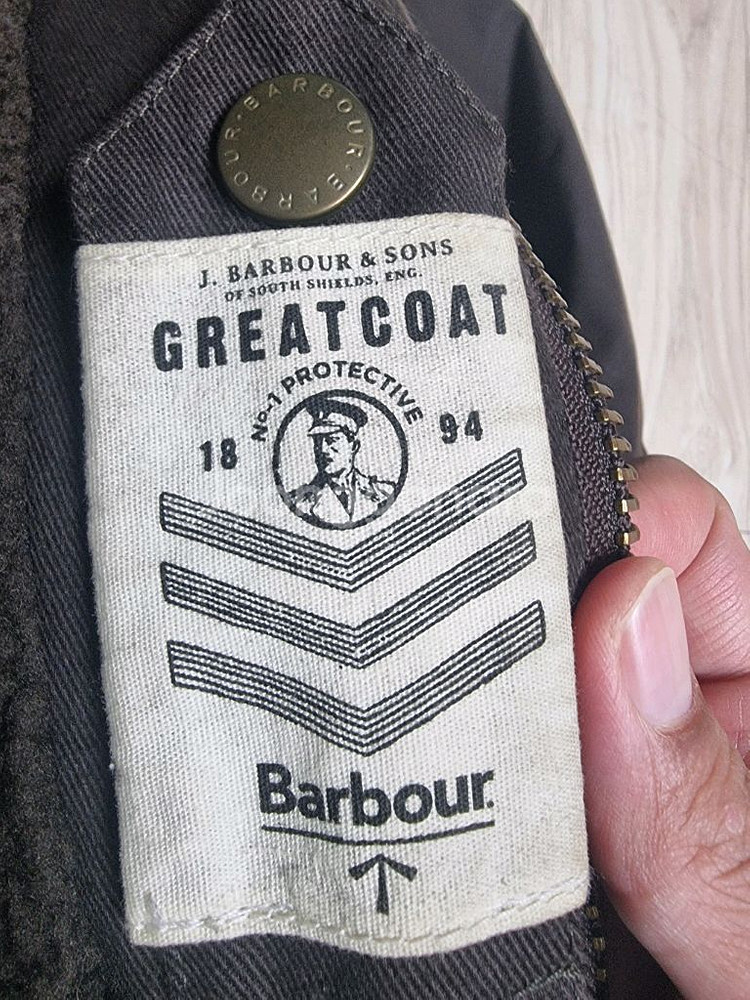 BARBOUR · BARBOUR ·
J. BARBOUR & SONS
OF SOUTH SHIELDS, ENG.
GREATCOAT
No-1 PROTECTIVE
18 94
Barbour.